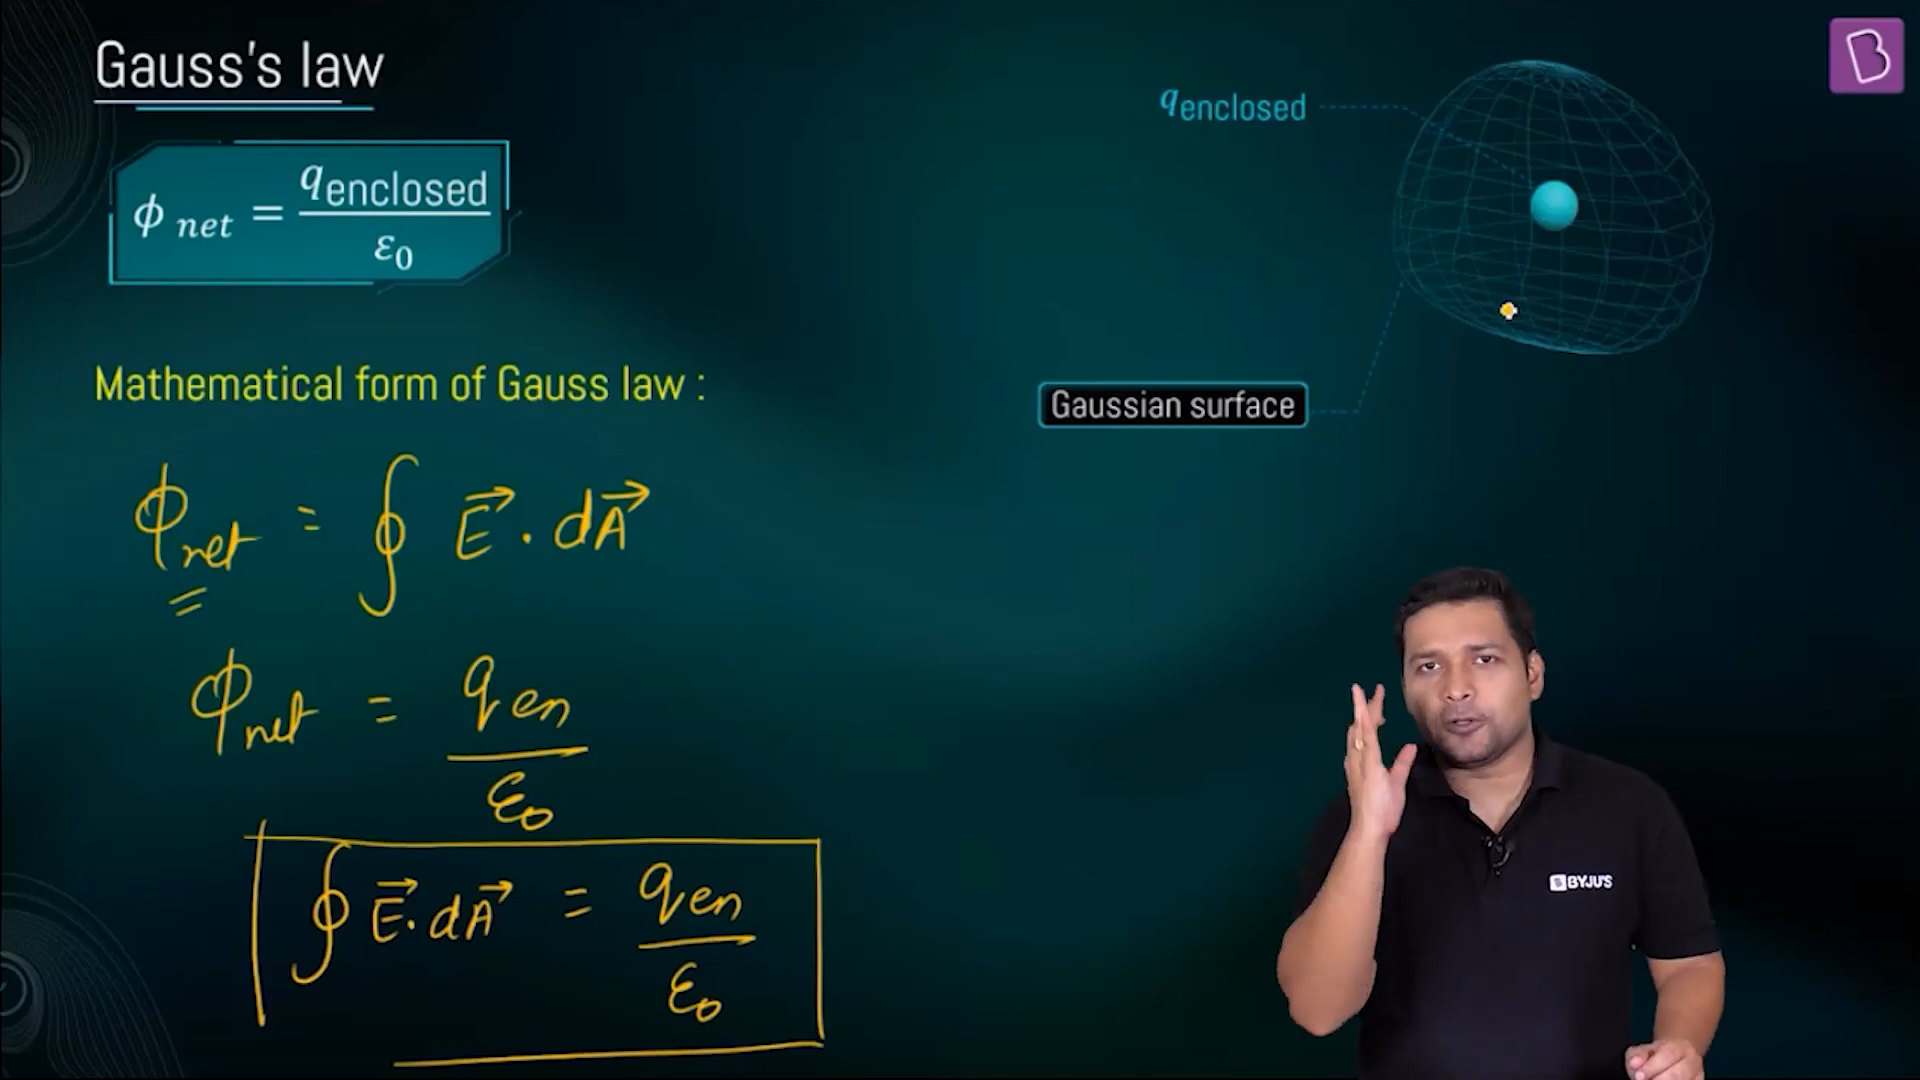 Gauss's law
ϕ net = qenclosed / ε0
qenclosed
Gaussian surface
Mathematical form of Gauss law :
ϕnet = ∮ E⃗ . dA⃗
ϕnet = qen / ε0
∮ E⃗ . dA⃗ = qen / ε0
BYJU'S
B